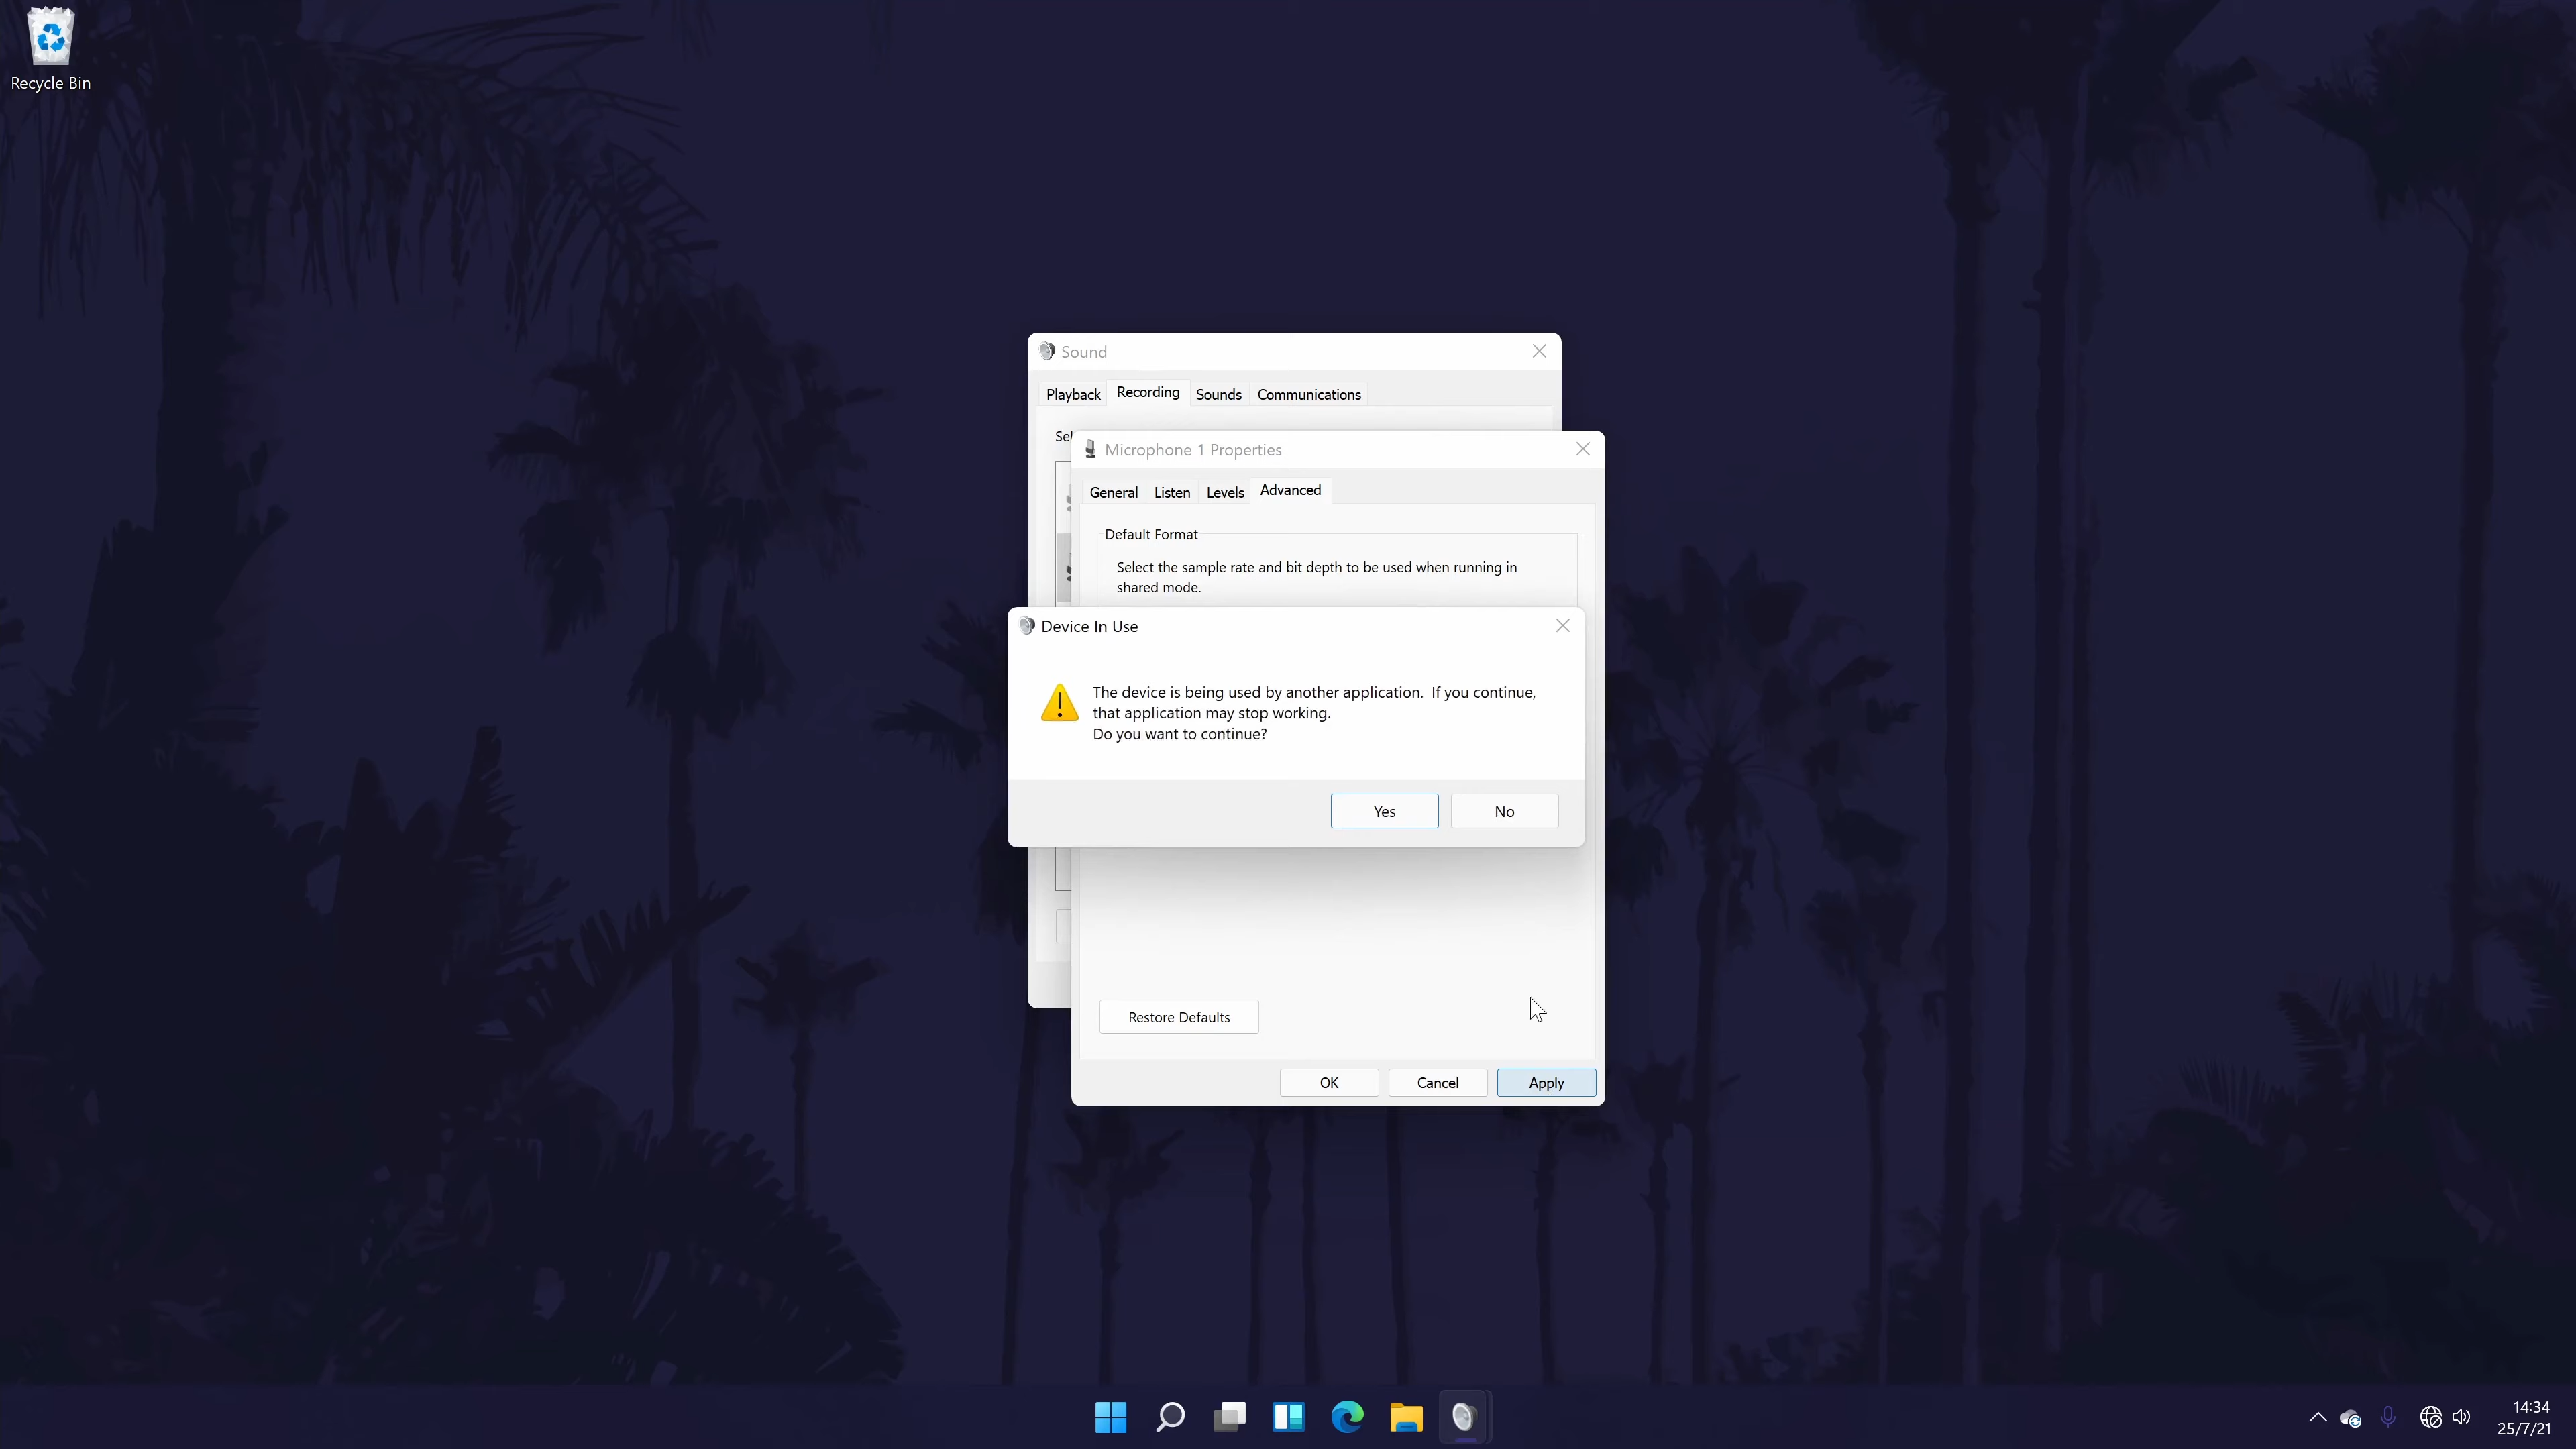 Recycle Bin
Sound
Playback
Recording
Sounds
Communications
Microphone 1 Properties
General
Listen
Levels
Advanced
Default Format
Select the sample rate and bit depth to be used when running in
shared mode.
Device In Use
The device is being used by another application.  If you continue,
that application may stop working.
Do you want to continue?
Yes
No
Restore Defaults
OK
Cancel
Apply
14:34
25/7/21